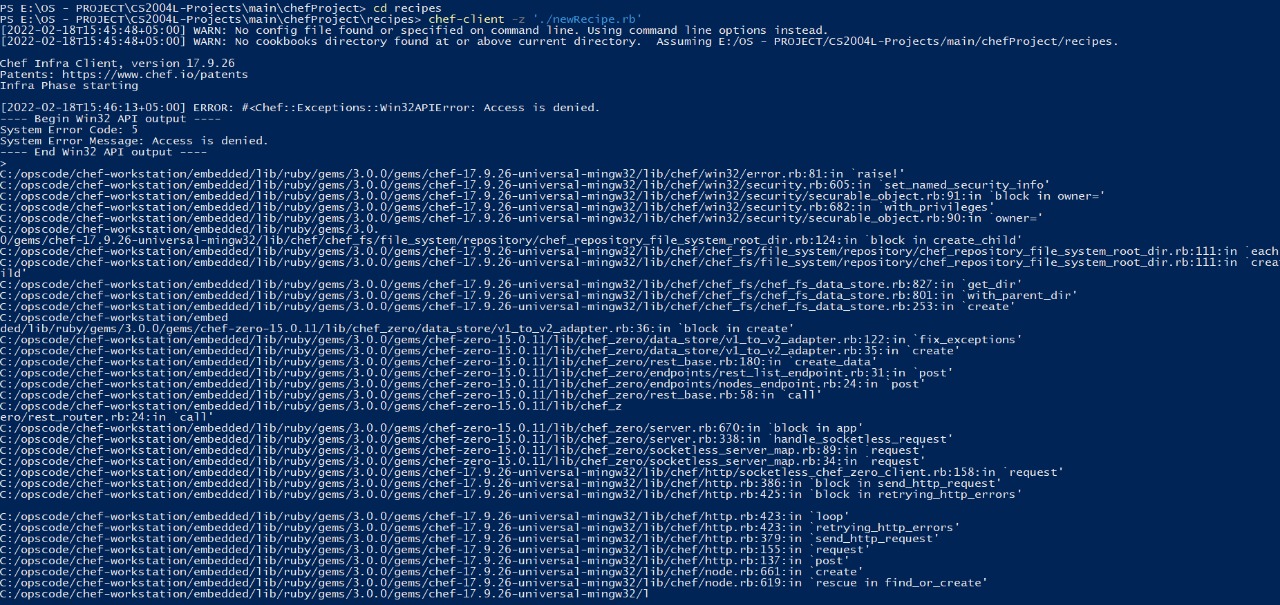 PS E:\OS - PROJECT\CS2004L-Projects\main\chefProject> cd recipes
PS E:\OS - PROJECT\CS2004L-Projects\main\chefProject\recipes> chef-client -z './newRecipe.rb'
[2022-02-18T15:45:48+05:00] WARN: No config file found or specified on command line. Using command line options instead.
[2022-02-18T15:45:48+05:00] WARN: No cookbooks directory found at or above current directory.  Assuming E:/OS - PROJECT/CS2004L-Projects/main/chefProject/recipes.
Chef Infra Client, version 17.9.26
Patents: https://www.chef.io/patents
Infra Phase starting
[2022-02-18T15:46:13+05:00] ERROR: #<Chef::Exceptions::Win32APIError: Access is denied.
---- Begin Win32 API output ----
System Error Code: 5
System Error Message: Access is denied.
---- End Win32 API output ----
>
C:/opscode/chef-workstation/embedded/lib/ruby/gems/3.0.0/gems/chef-17.9.26-universal-mingw32/lib/chef/win32/error.rb:81:in `raise!'
C:/opscode/chef-workstation/embedded/lib/ruby/gems/3.0.0/gems/chef-17.9.26-universal-mingw32/lib/chef/win32/security.rb:605:in `set_named_security_info'
C:/opscode/chef-workstation/embedded/lib/ruby/gems/3.0.0/gems/chef-17.9.26-universal-mingw32/lib/chef/win32/security/securable_object.rb:91:in `block in owner='
C:/opscode/chef-workstation/embedded/lib/ruby/gems/3.0.0/gems/chef-17.9.26-universal-mingw32/lib/chef/win32/security.rb:682:in `with_privileges'
C:/opscode/chef-workstation/embedded/lib/ruby/gems/3.0.0/gems/chef-17.9.26-universal-mingw32/lib/chef/win32/security/securable_object.rb:90:in `owner='
C:/opscode/chef-workstation/embedded/lib/ruby/gems/3.0.
0/gems/chef-17.9.26-universal-mingw32/lib/chef/chef_fs/file_system/repository/chef_repository_file_system_root_dir.rb:124:in `block in create_child'
C:/opscode/chef-workstation/embedded/lib/ruby/gems/3.0.0/gems/chef-17.9.26-universal-mingw32/lib/chef/chef_fs/file_system/repository/chef_repository_file_system_root_dir.rb:111:in `each
C:/opscode/chef-workstation/embedded/lib/ruby/gems/3.0.0/gems/chef-17.9.26-universal-mingw32/lib/chef/chef_fs/file_system/repository/chef_repository_file_system_root_dir.rb:111:in `crea
ild'
C:/opscode/chef-workstation/embedded/lib/ruby/gems/3.0.0/gems/chef-17.9.26-universal-mingw32/lib/chef/chef_fs/chef_fs_data_store.rb:827:in `get_dir'
C:/opscode/chef-workstation/embedded/lib/ruby/gems/3.0.0/gems/chef-17.9.26-universal-mingw32/lib/chef/chef_fs/chef_fs_data_store.rb:801:in `with_parent_dir'
C:/opscode/chef-workstation/embedded/lib/ruby/gems/3.0.0/gems/chef-17.9.26-universal-mingw32/lib/chef/chef_fs/chef_fs_data_store.rb:253:in `create'
C:/opscode/chef-workstation/embed
ded/lib/ruby/gems/3.0.0/gems/chef-zero-15.0.11/lib/chef_zero/data_store/v1_to_v2_adapter.rb:36:in `block in create'
C:/opscode/chef-workstation/embedded/lib/ruby/gems/3.0.0/gems/chef-zero-15.0.11/lib/chef_zero/data_store/v1_to_v2_adapter.rb:122:in `fix_exceptions'
C:/opscode/chef-workstation/embedded/lib/ruby/gems/3.0.0/gems/chef-zero-15.0.11/lib/chef_zero/data_store/v1_to_v2_adapter.rb:35:in `create'
C:/opscode/chef-workstation/embedded/lib/ruby/gems/3.0.0/gems/chef-zero-15.0.11/lib/chef_zero/rest_base.rb:180:in `create_data'
C:/opscode/chef-workstation/embedded/lib/ruby/gems/3.0.0/gems/chef-zero-15.0.11/lib/chef_zero/endpoints/rest_list_endpoint.rb:31:in `post'
C:/opscode/chef-workstation/embedded/lib/ruby/gems/3.0.0/gems/chef-zero-15.0.11/lib/chef_zero/endpoints/nodes_endpoint.rb:24:in `post'
C:/opscode/chef-workstation/embedded/lib/ruby/gems/3.0.0/gems/chef-zero-15.0.11/lib/chef_zero/rest_base.rb:58:in `call'
C:/opscode/chef-workstation/embedded/lib/ruby/gems/3.0.0/gems/chef-zero-15.0.11/lib/chef_z
ero/rest_router.rb:24:in `call'
C:/opscode/chef-workstation/embedded/lib/ruby/gems/3.0.0/gems/chef-zero-15.0.11/lib/chef_zero/server.rb:670:in `block in app'
C:/opscode/chef-workstation/embedded/lib/ruby/gems/3.0.0/gems/chef-zero-15.0.11/lib/chef_zero/server.rb:338:in `handle_socketless_request'
C:/opscode/chef-workstation/embedded/lib/ruby/gems/3.0.0/gems/chef-zero-15.0.11/lib/chef_zero/socketless_server_map.rb:89:in `request'
C:/opscode/chef-workstation/embedded/lib/ruby/gems/3.0.0/gems/chef-zero-15.0.11/lib/chef_zero/socketless_server_map.rb:34:in `request'
C:/opscode/chef-workstation/embedded/lib/ruby/gems/3.0.0/gems/chef-17.9.26-universal-mingw32/lib/chef/http/socketless_chef_zero_client.rb:158:in `request'
C:/opscode/chef-workstation/embedded/lib/ruby/gems/3.0.0/gems/chef-17.9.26-universal-mingw32/lib/chef/http.rb:386:in `block in send_http_request'
C:/opscode/chef-workstation/embedded/lib/ruby/gems/3.0.0/gems/chef-17.9.26-universal-mingw32/lib/chef/http.rb:425:in `block in retrying_http_errors'
C:/opscode/chef-workstation/embedded/lib/ruby/gems/3.0.0/gems/chef-17.9.26-universal-mingw32/lib/chef/http.rb:423:in `loop'
C:/opscode/chef-workstation/embedded/lib/ruby/gems/3.0.0/gems/chef-17.9.26-universal-mingw32/lib/chef/http.rb:423:in `retrying_http_errors'
C:/opscode/chef-workstation/embedded/lib/ruby/gems/3.0.0/gems/chef-17.9.26-universal-mingw32/lib/chef/http.rb:379:in `send_http_request'
C:/opscode/chef-workstation/embedded/lib/ruby/gems/3.0.0/gems/chef-17.9.26-universal-mingw32/lib/chef/http.rb:155:in `request'
C:/opscode/chef-workstation/embedded/lib/ruby/gems/3.0.0/gems/chef-17.9.26-universal-mingw32/lib/chef/http.rb:137:in `post'
C:/opscode/chef-workstation/embedded/lib/ruby/gems/3.0.0/gems/chef-17.9.26-universal-mingw32/lib/chef/node.rb:661:in `create'
C:/opscode/chef-workstation/embedded/lib/ruby/gems/3.0.0/gems/chef-17.9.26-universal-mingw32/lib/chef/node.rb:619:in `rescue in find_or_create'
C:/opscode/chef-workstation/embedded/lib/ruby/gems/3.0.0/gems/chef-17.9.26-universal-mingw32/l